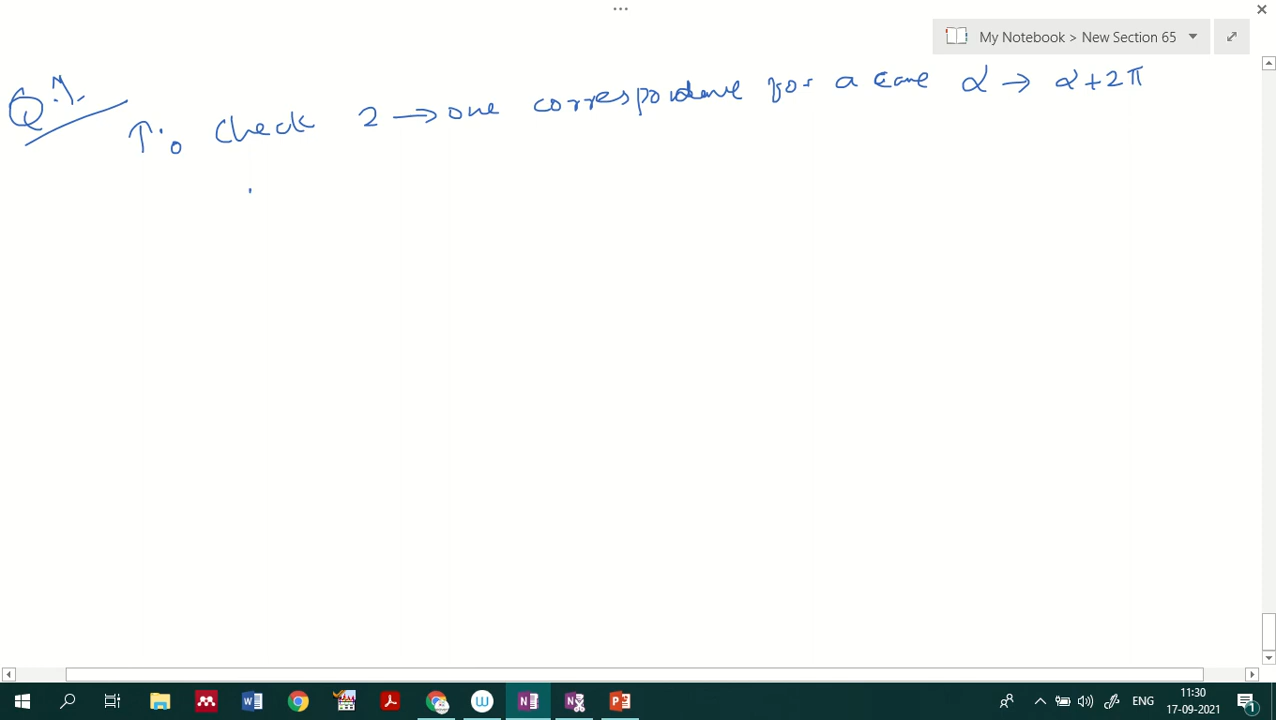 My Notebook > New Section 65
Q.1.
To Check 2 → one correspondence for a case α → α+2π
ENG
11:30
17-09-2021